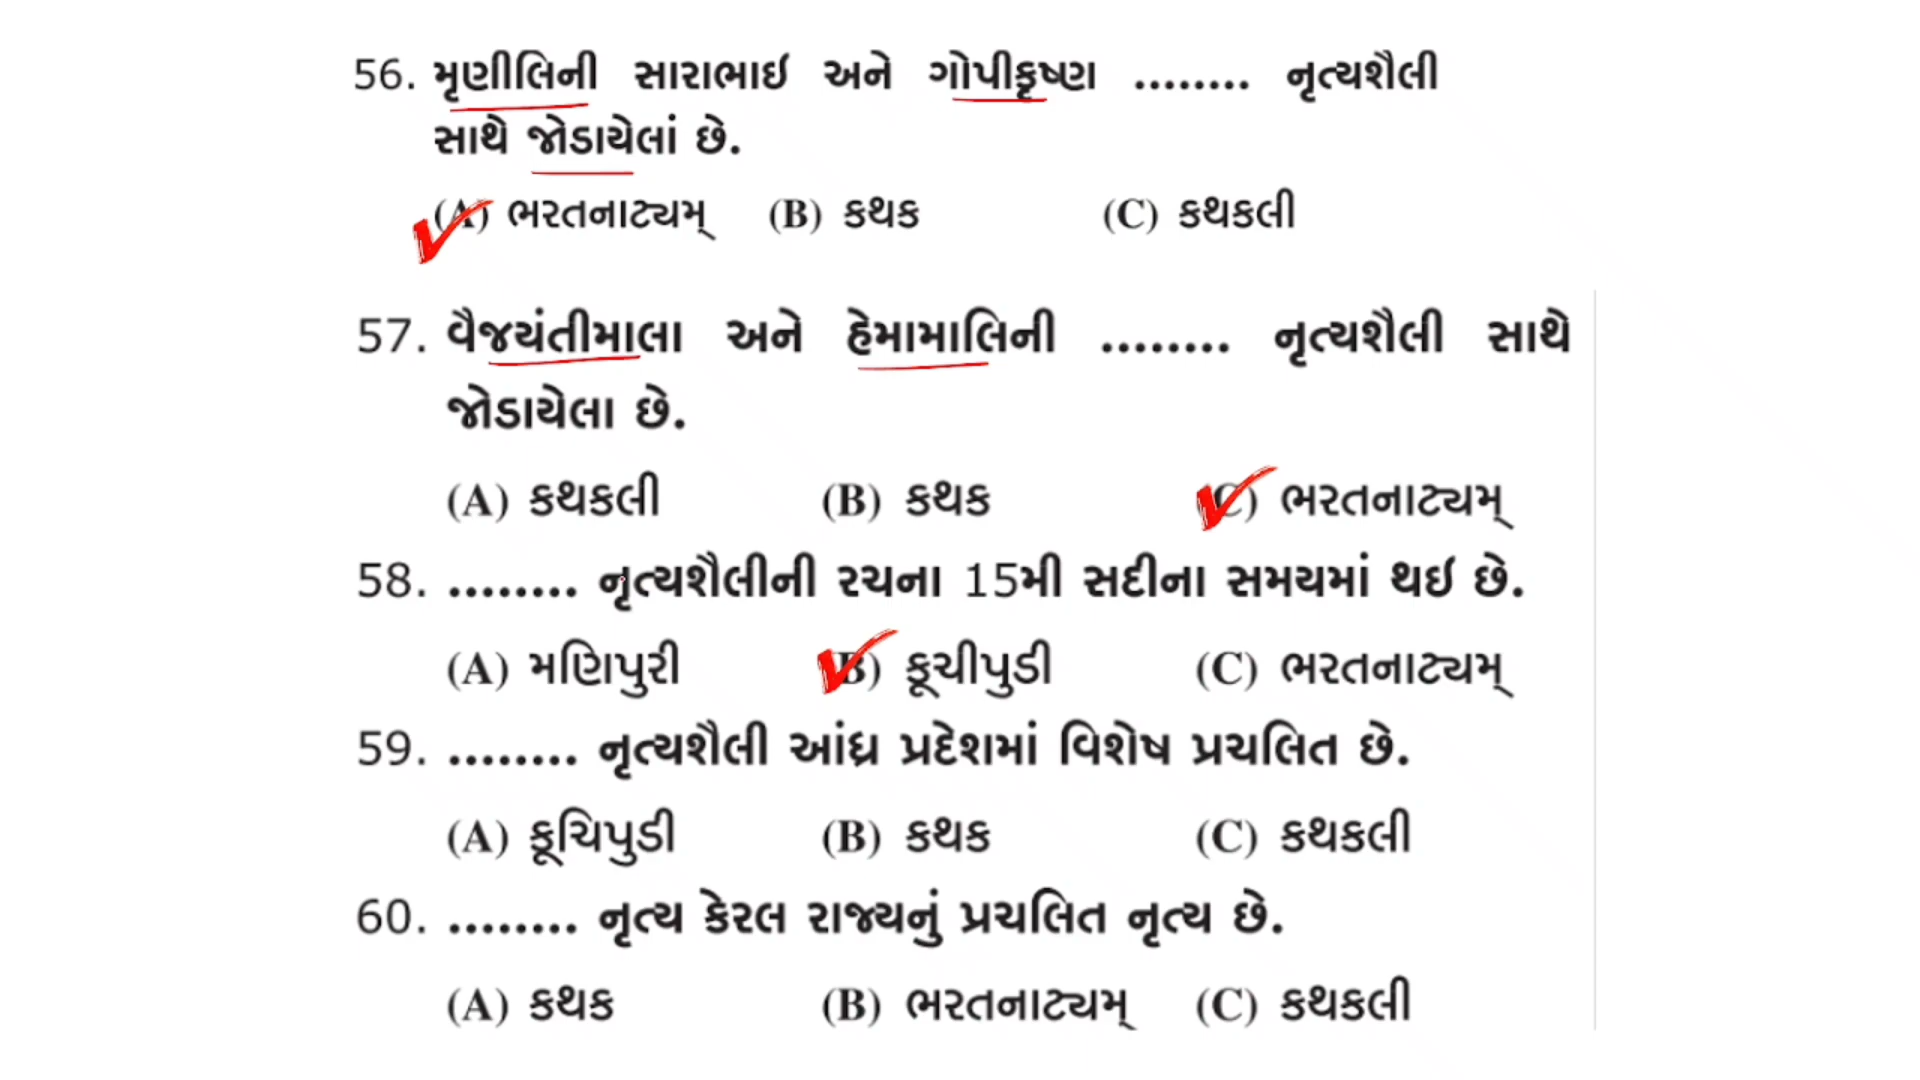 56. મૃણીલિની સારાભાઇ અને ગોપીકૃષ્ણ ........ નૃત્યશૈલી
સાથે જોડાયેલાં છે.
(A) ભરતનાટ્યમ્ (B) કથક (C) કથકલી
57. વૈજયંતીમાલા અને હેમામાલિની ........ નૃત્યશૈલી સાથે
જોડાયેલા છે.
(A) કથકલી (B) કથક (C) ભરતનાટ્યમ્
58. ........ નૃત્યશૈલીની રચના 15મી સદીના સમયમાં થઈ છે.
(A) મણિપુરી (B) કૂચીપુડી (C) ભરતનાટ્યમ્
59. ........ નૃત્યશૈલી આંધ્ર પ્રદેશમાં વિશેષ પ્રચલિત છે.
(A) કૂચિપુડી (B) કથક (C) કથકલી
60. ........ નૃત્ય કેરલ રાજ્યનું પ્રચલિત નૃત્ય છે.
(A) કથક (B) ભરતનાટ્યમ્ (C) કથકલી